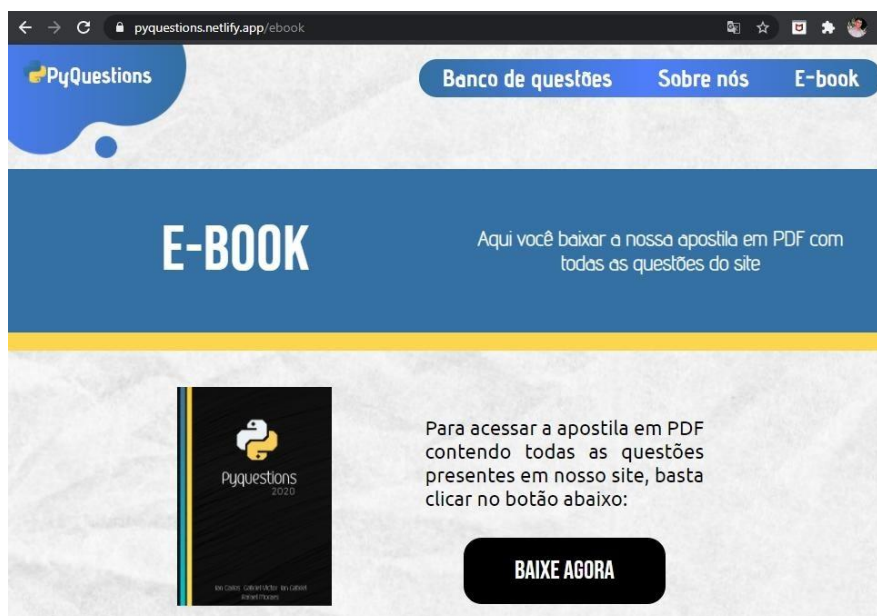 pyquestions.netlify.app/ebook
PyQuestions
Banco de questões Sobre nós E-book
E-BOOK
Aqui você baixar a nossa apostila em PDF com
todas as questões do site
Pyquestions
2020
Para acessar a apostila em PDF
contendo todas as questões
presentes em nosso site, basta
clicar no botão abaixo:
BAIXE AGORA